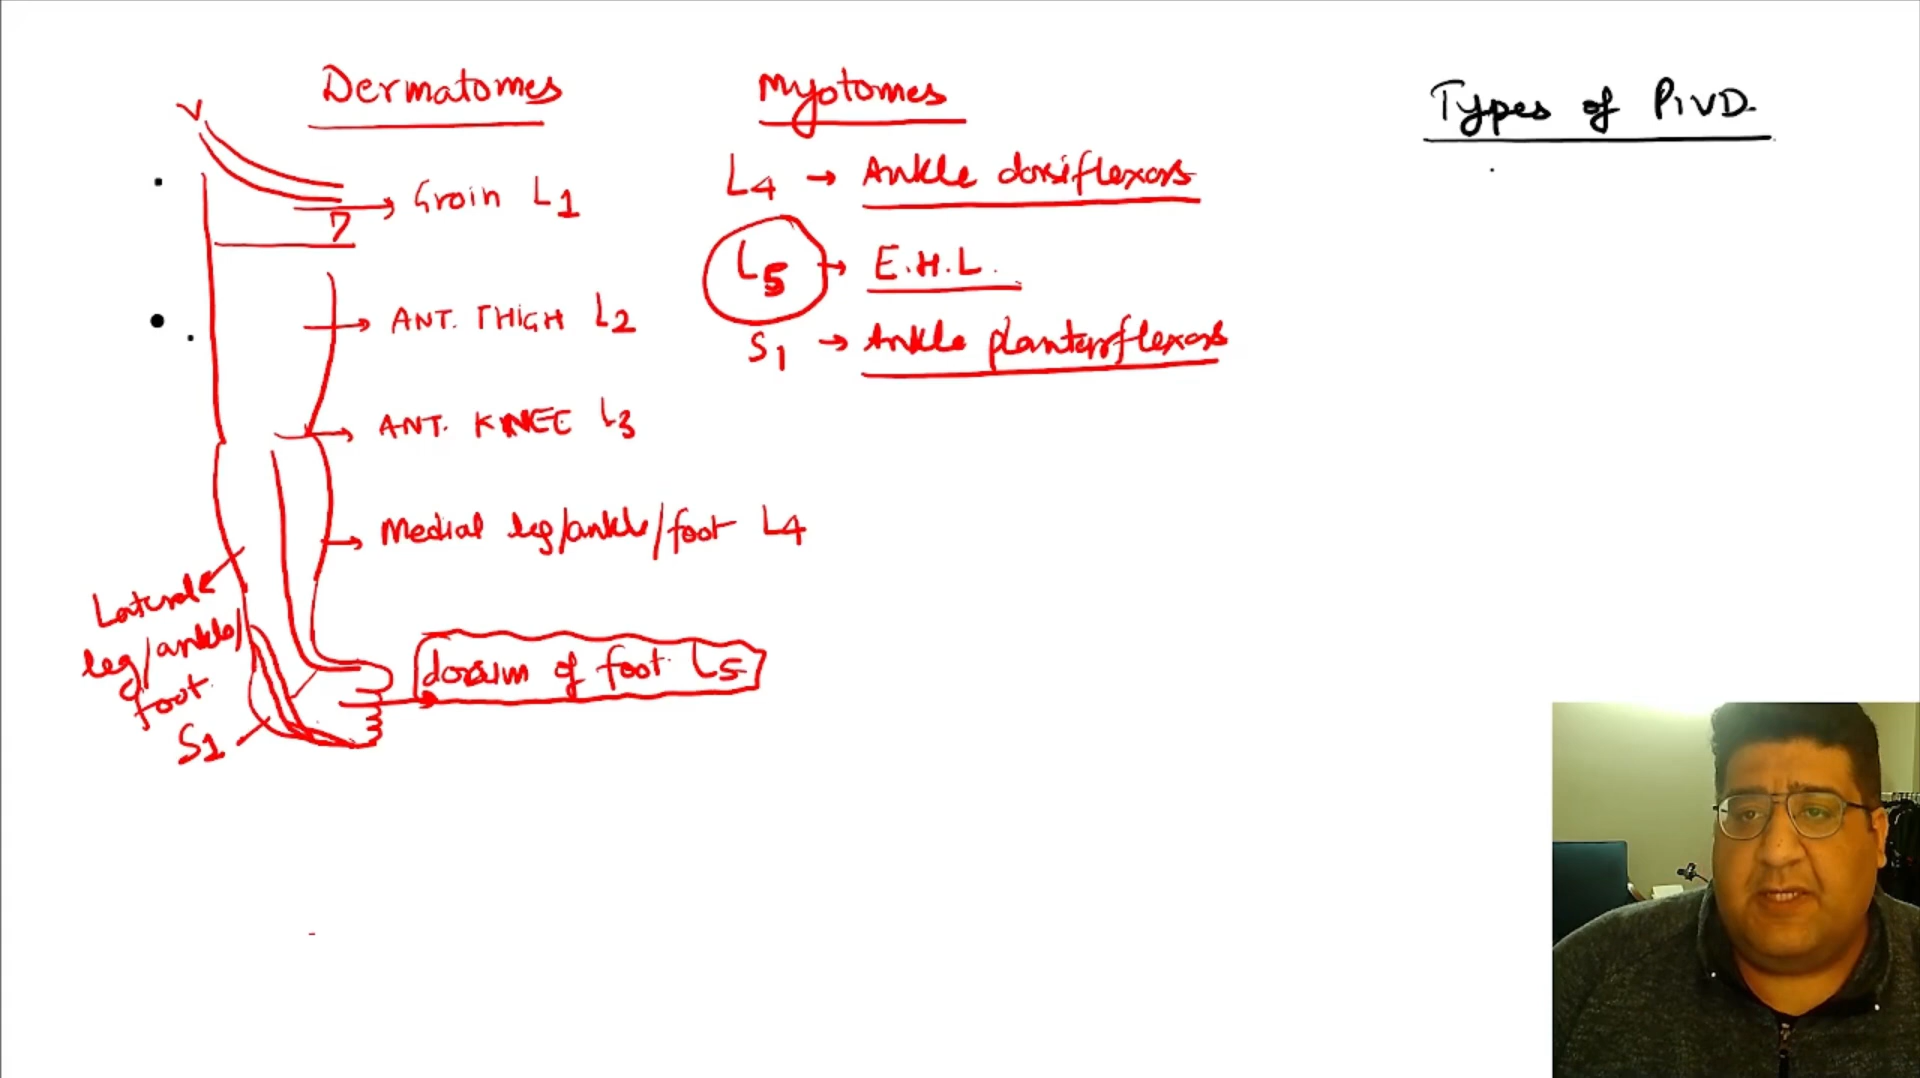 Dermatomes
Groin L1
ANT. THIGH L2
ANT. KNEE L3
Medial leg/ankle/foot L4
Lateral
leg/ankle/
foot
S1
dorsum of foot L5
Myotomes
L4 → Ankle dorsiflexors
L5 → E.H.L.
S1 → Ankle planterflexors
Types of PIVD.